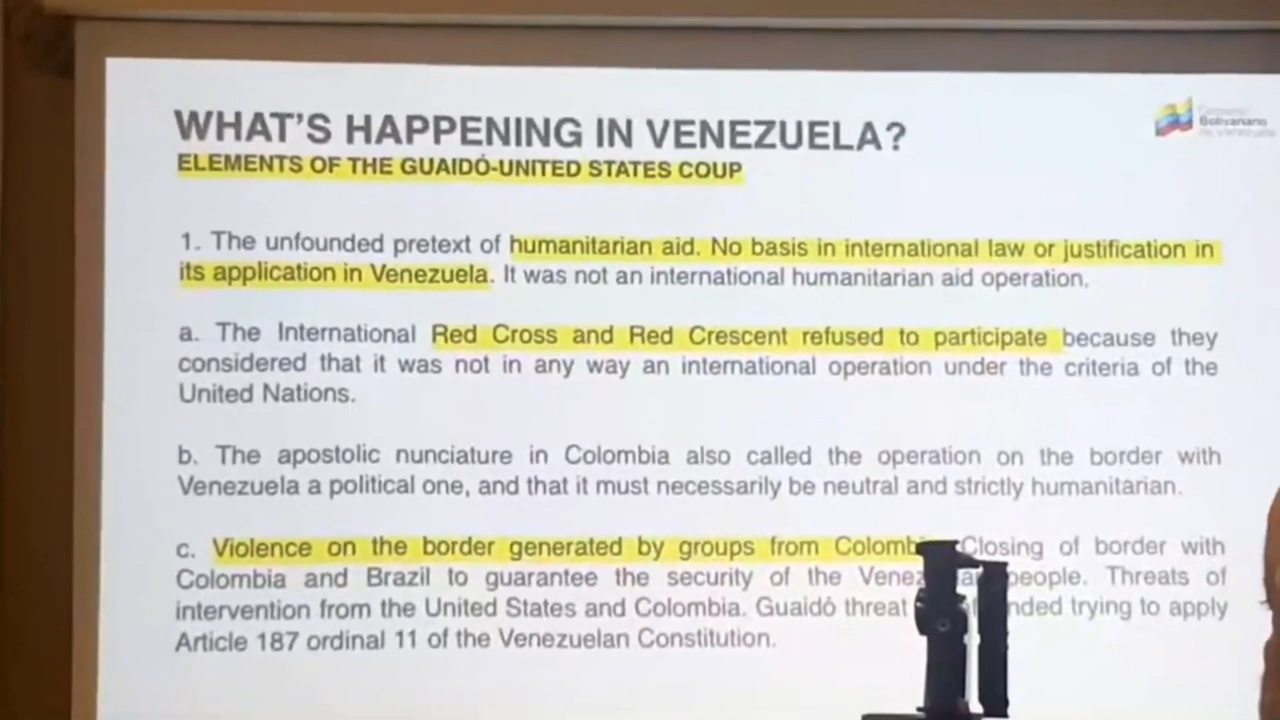 WHAT'S HAPPENING IN VENEZUELA?
Gobierno
Bolivariano
de Venezuela
ELEMENTS OF THE GUAIDÓ-UNITED STATES COUP
1. The unfounded pretext of humanitarian aid. No basis in international law or justification in
its application in Venezuela. It was not an international humanitarian aid operation.
a. The International Red Cross and Red Crescent refused to participate because they
considered that it was not in any way an international operation under the criteria of the
United Nations.
b. The apostolic nunciature in Colombia also called the operation on the border with
Venezuela a political one, and that it must necessarily be neutral and strictly humanitarian.
c. Violence on the border generated by groups from Closing of border with
Colombia and Brazil to guarantee the security of the people. Threats of
intervention from the United States and Colombia. Guaidó threat trying to apply
Article 187 ordinal 11 of the Venezuelan Constitution.